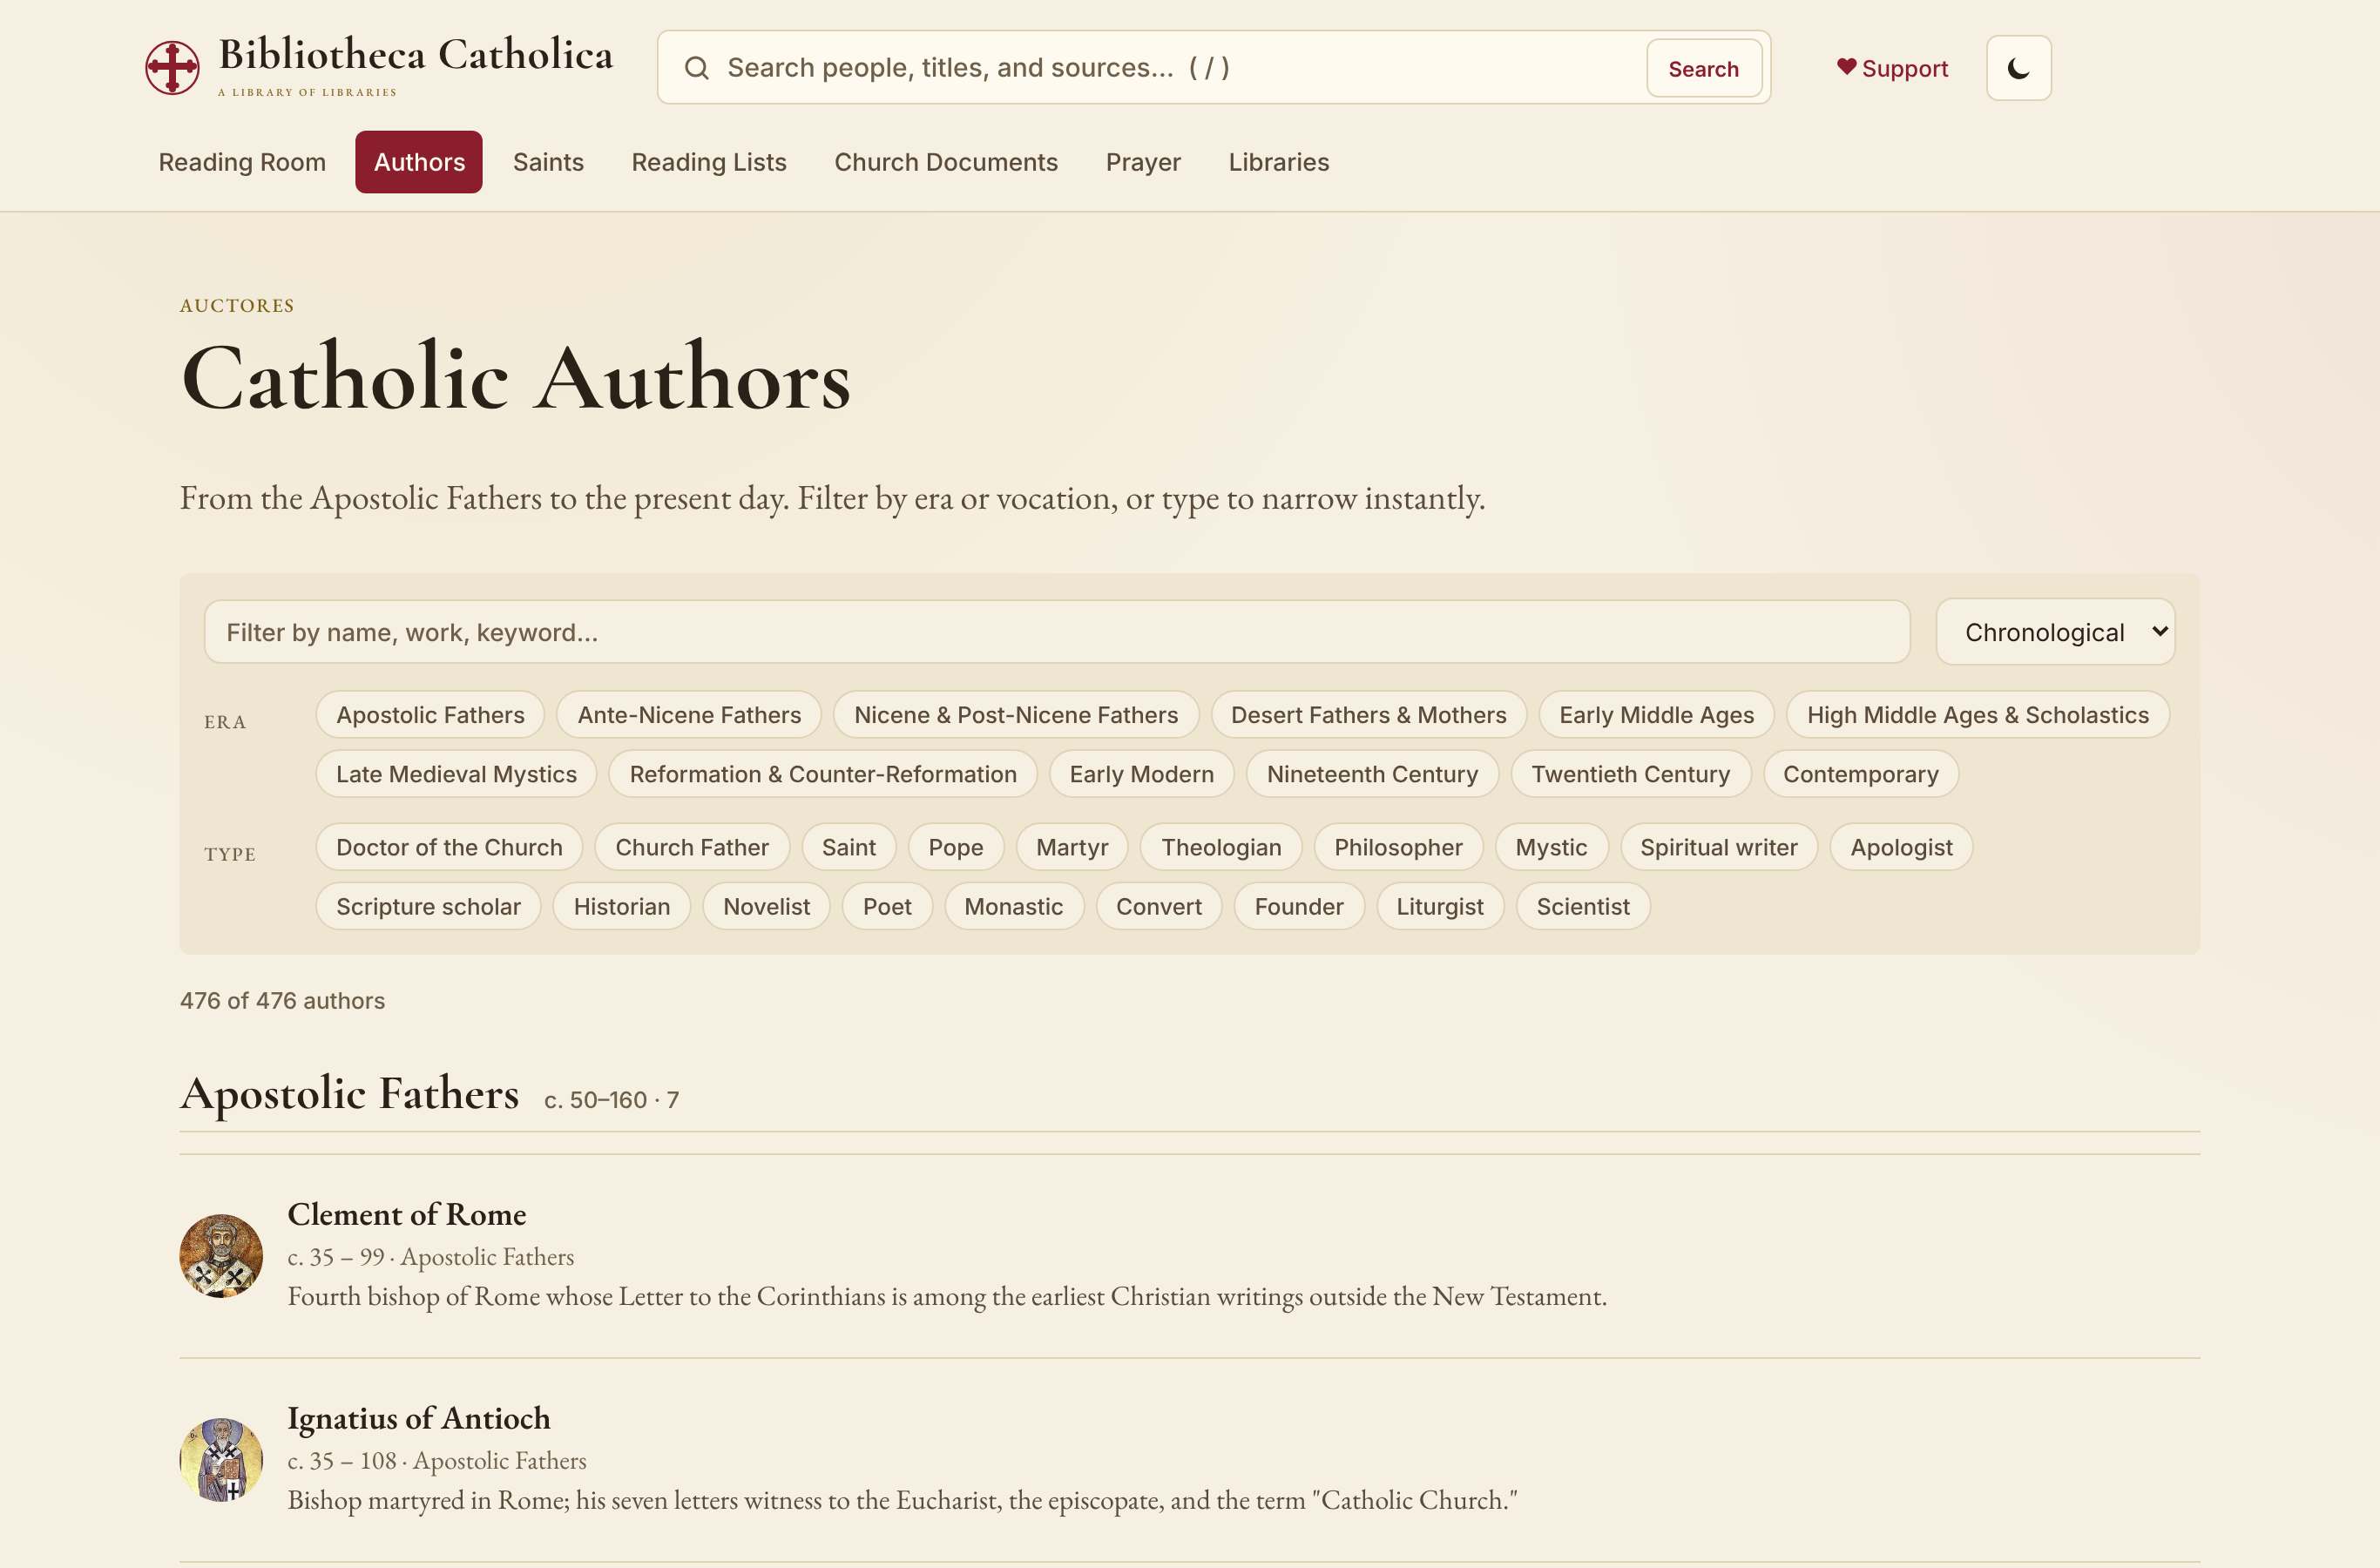 Bibliotheca Catholica
A LIBRARY OF LIBRARIES
Search people, titles, and sources... ( / )
Search
Support
Reading Room
Authors
Saints
Reading Lists
Church Documents
Prayer
Libraries
AUCTORES
Catholic Authors
From the Apostolic Fathers to the present day. Filter by era or vocation, or type to narrow instantly.
Filter by name, work, keyword...
Chronological
ERA
Apostolic Fathers
Ante-Nicene Fathers
Nicene & Post-Nicene Fathers
Desert Fathers & Mothers
Early Middle Ages
High Middle Ages & Scholastics
Late Medieval Mystics
Reformation & Counter-Reformation
Early Modern
Nineteenth Century
Twentieth Century
Contemporary
TYPE
Doctor of the Church
Church Father
Saint
Pope
Martyr
Theologian
Philosopher
Mystic
Spiritual writer
Apologist
Scripture scholar
Historian
Novelist
Poet
Monastic
Convert
Founder
Liturgist
Scientist
476 of 476 authors
Apostolic Fathers c. 50–160 · 7
Clement of Rome
c. 35 – 99 · Apostolic Fathers
Fourth bishop of Rome whose Letter to the Corinthians is among the earliest Christian writings outside the New Testament.
Ignatius of Antioch
c. 35 – 108 · Apostolic Fathers
Bishop martyred in Rome; his seven letters witness to the Eucharist, the episcopate, and the term "Catholic Church."